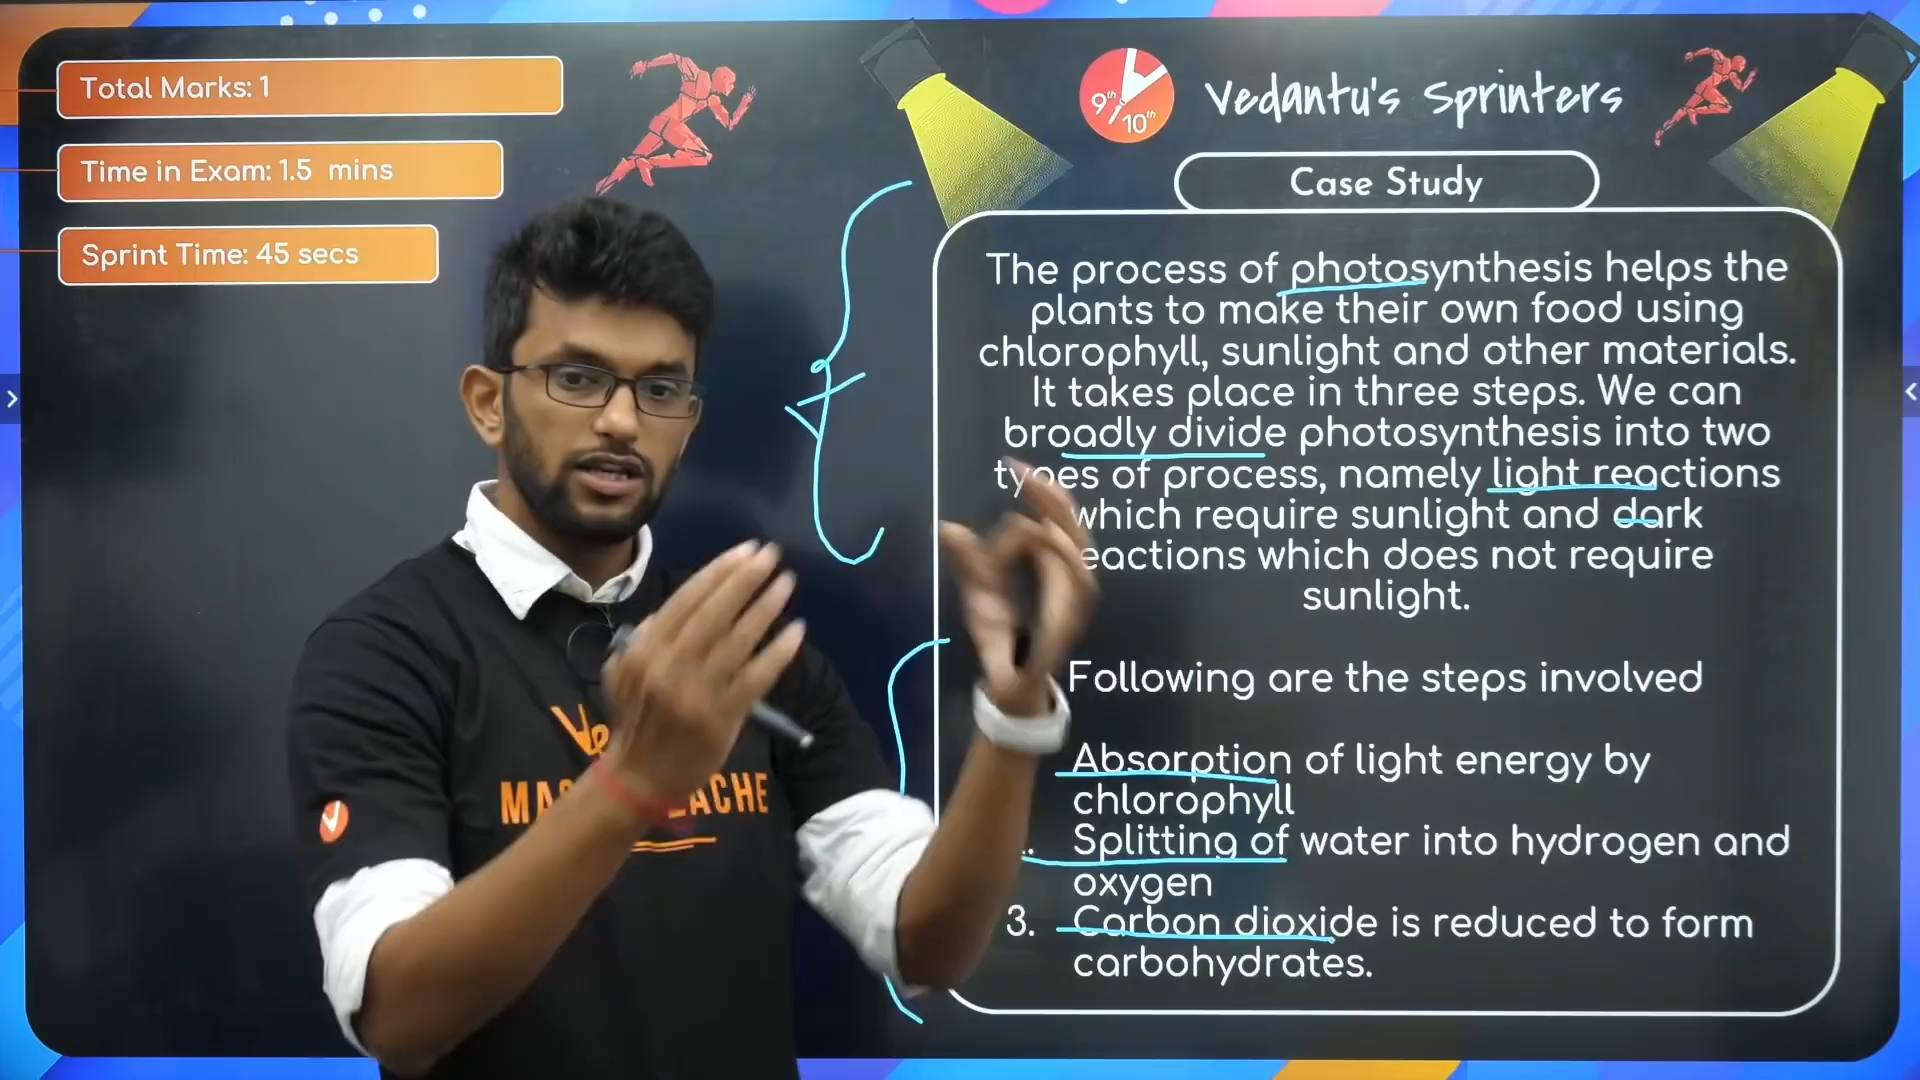 Total Marks: 1
Time in Exam: 1.5 mins
Sprint Time: 45 secs
9th
10th
Vedantu's Sprinters
Case Study
The process of photosynthesis helps the
plants to make their own food using
chlorophyll, sunlight and other materials.
It takes place in three steps. We can
broadly divide photosynthesis into two
types of process, namely light reactions
which require sunlight and dark
eactions which does not require
sunlight.
Following are the steps involved
Absorption of light energy by
chlorophyll
Splitting of water into hydrogen and
oxygen
3. Carbon dioxide is reduced to form
carbohydrates.